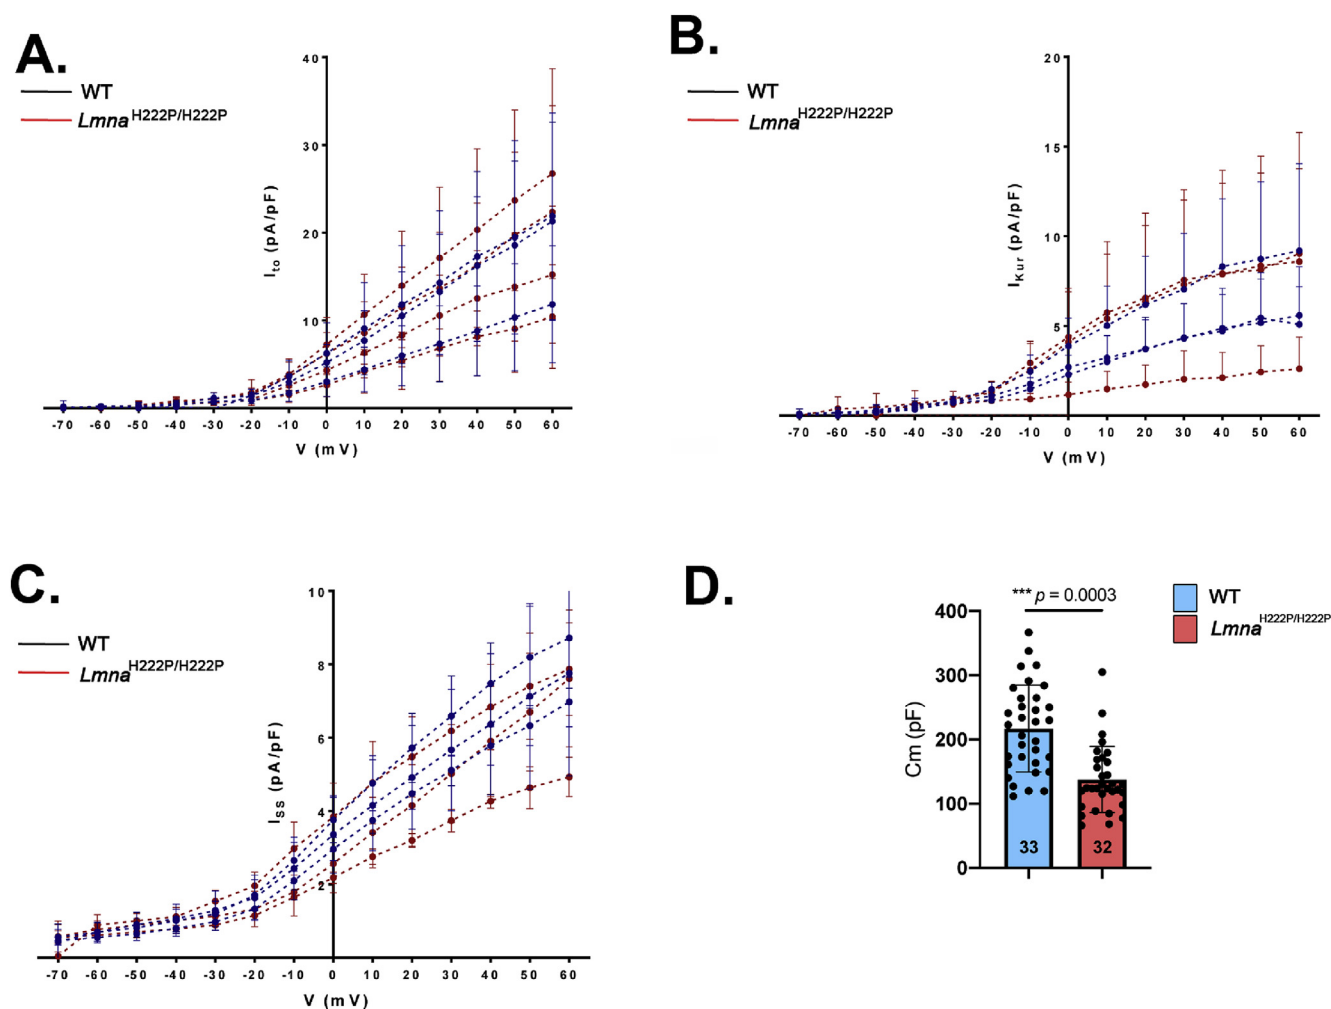 A.
WT
Lmna H222P/H222P
40
30
20
10
I to (pA/pF)
-70 -60 -50 -40 -30 -20 -10 0 10 20 30 40 50 60
V (mV)
B.
WT
Lmna H222P/H222P
20
15
10
5
I Kur (pA/pF)
-70 -60 -50 -40 -30 -20 -10 0 10 20 30 40 50 60
V (mV)
C.
WT
Lmna H222P/H222P
10
8
6
4
2
I SS (pA/pF)
-70 -60 -50 -40 -30 -20 -10 0 10 20 30 40 50 60
V (mV)
D.
*** p = 0.0003
WT
Lmna H222P/H222P
400
300
200
100
0
Cm (pF)
33 32